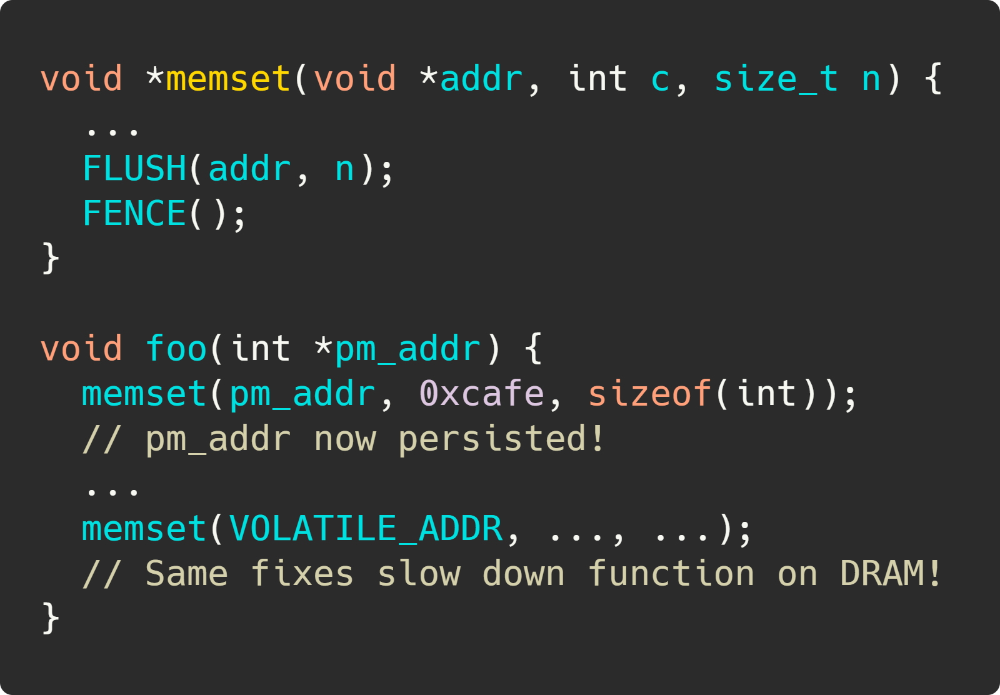 void *memset(void *addr, int c, size_t n) {
  ...
  FLUSH(addr, n);
  FENCE();
}

void foo(int *pm_addr) {
  memset(pm_addr, 0xcafe, sizeof(int));
  // pm_addr now persisted!
  ...
  memset(VOLATILE_ADDR, ..., ...);
  // Same fixes slow down function on DRAM!
}